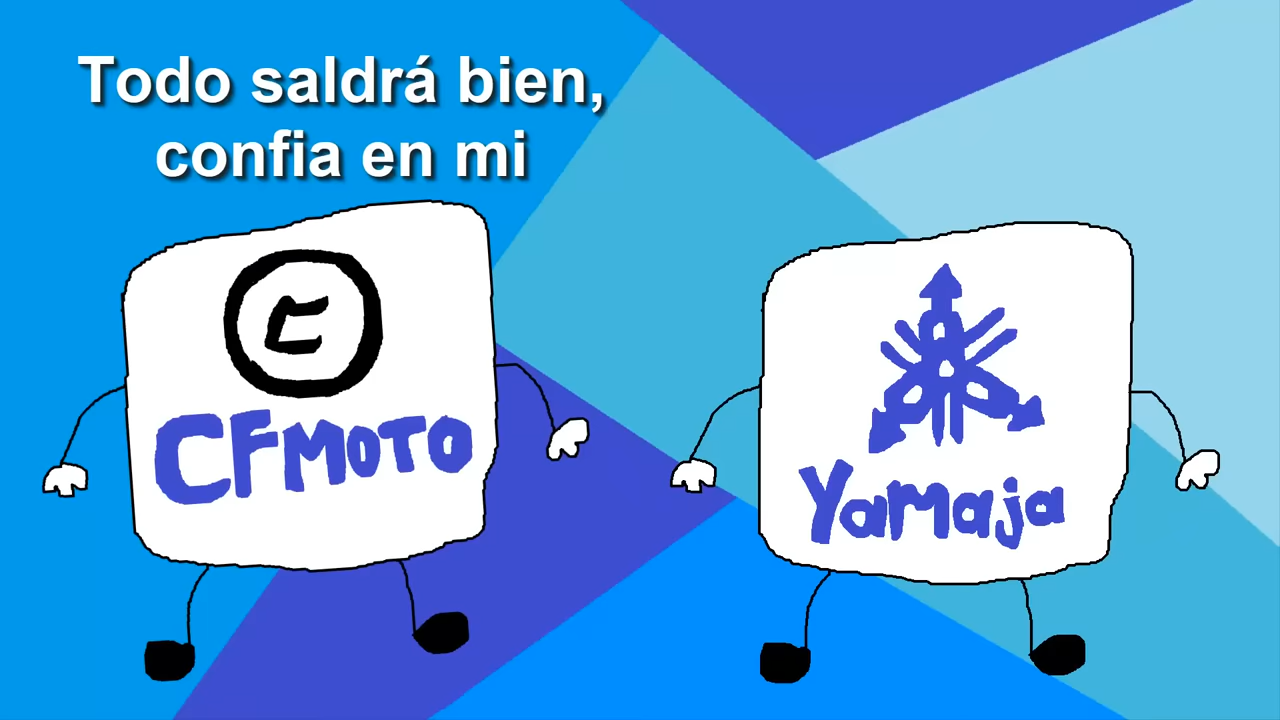 Todo saldrá bien,
confia en mi
C
CFMOTO
Yamaja